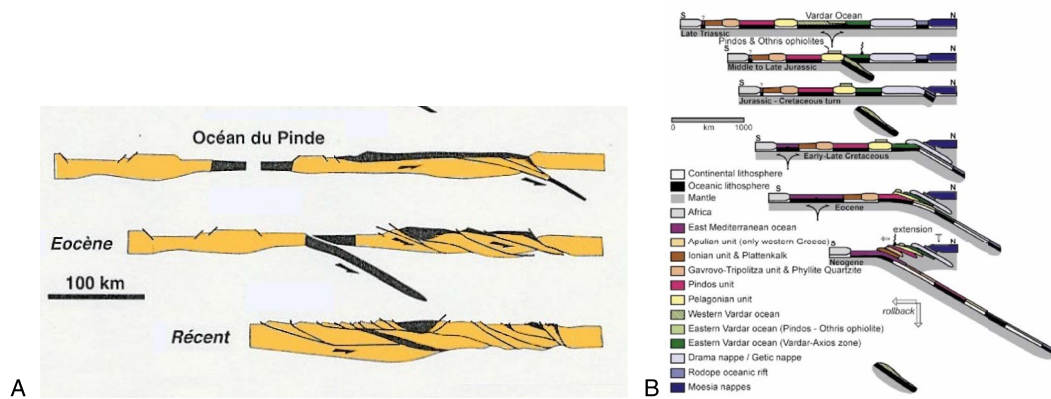 Océan du Pinde
Eocène
100 km
Récent
A
Vardar Ocean
S
N
Late Triassic
?
Pindos & Othris ophiolites
Middle to Late Jurassic
N
S
?
Jurassic - Cretaceous turn
N
S
?
0
km
1000
S
N
Early-Late Cretaceous
S
N
Eocene
extension
S
N
Neogene
rollback
Continental lithosphere
Oceanic lithosphere
Mantle
Africa
East Mediterranean ocean
Apulian unit (only western Greece)
Ionian unit & Plattenkalk
Gavrovo-Tripolitza unit & Phyllite Quartzite
Pindos unit
Pelagonian unit
Western Vardar ocean
Eastern Vardar ocean (Pindos - Othris ophiolite)
Eastern Vardar ocean (Vardar-Axios zone)
Drama nappe / Getic nappe
Rodope oceanic rift
Moesia nappes
B